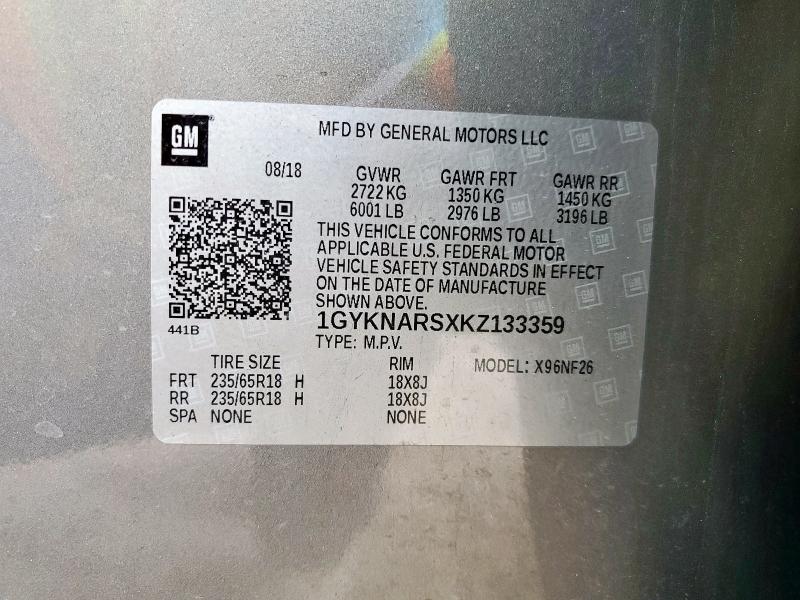 GM
MFD BY GENERAL MOTORS LLC
08/18 GVWR GAWR FRT GAWR RR
2722 KG 1350 KG 1450 KG
6001 LB 2976 LB 3196 LB
THIS VEHICLE CONFORMS TO ALL
APPLICABLE U.S. FEDERAL MOTOR
VEHICLE SAFETY STANDARDS IN EFFECT
ON THE DATE OF MANUFACTURE
SHOWN ABOVE.
441B
1GYKNARSXKZ133359
TYPE: M.P.V.
TIRE SIZE RIM MODEL: X96NF26
FRT 235/65R18 H 18X8J
RR 235/65R18 H 18X8J
SPA NONE NONE